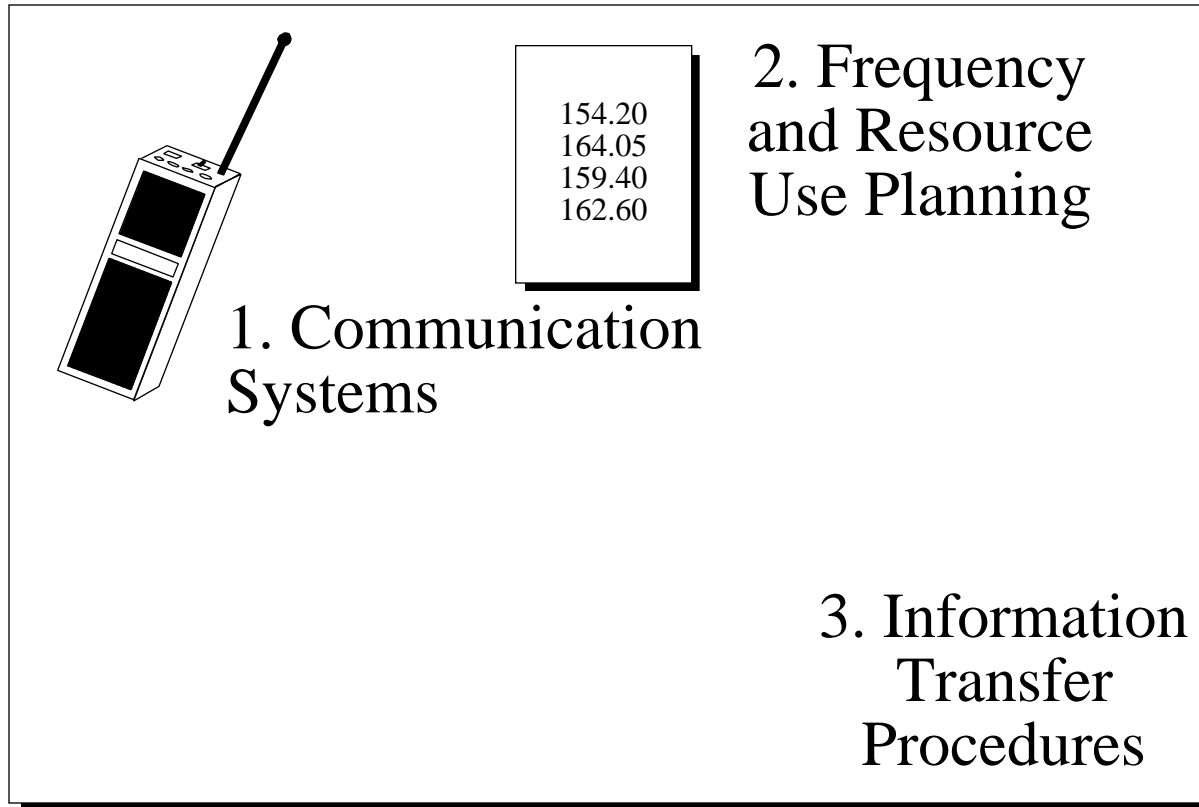 154.20
164.05
159.40
162.60
2. Frequency
and Resource
Use Planning
1. Communication
Systems
3. Information
Transfer
Procedures